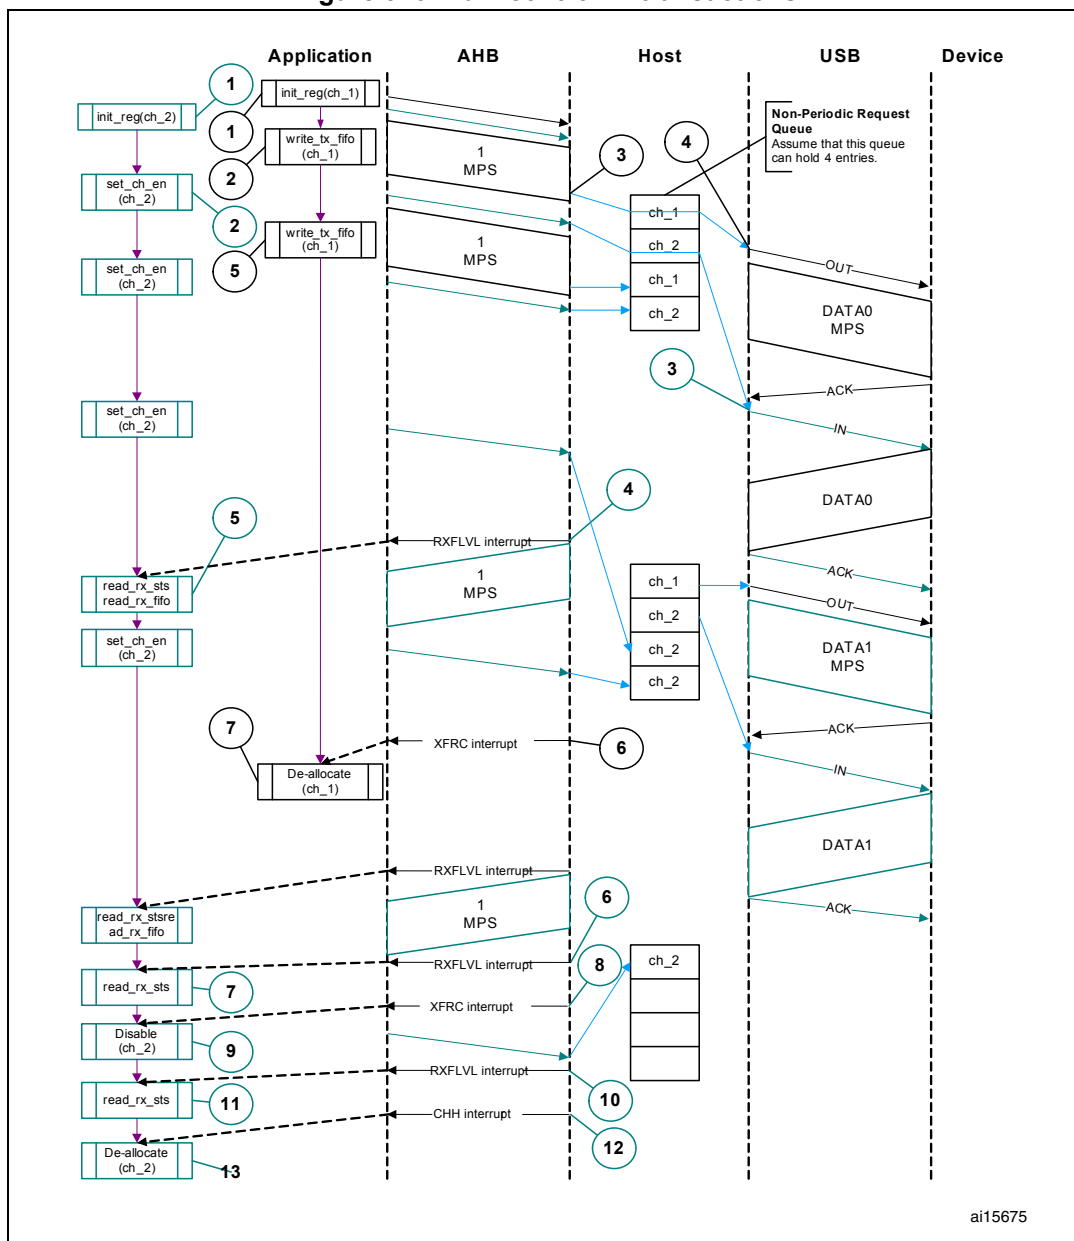 Application
AHB
Host
USB
Device
1
init_reg(ch_2)
init_reg(ch_1)
1
Non-Periodic Request
Queue
Assume that this queue
can hold 4 entries.
write_tx_fifo
(ch_1)
2
1
MPS
3
4
set_ch_en
(ch_2)
2
write_tx_fifo
(ch_1)
5
1
MPS
ch_1
ch_2
ch_1
ch_2
OUT
set_ch_en
(ch_2)
DATA0
MPS
3
ACK
set_ch_en
(ch_2)
IN
DATA0
4
5
RXFLVL interrupt
read_rx_sts
read_rx_fifo
1
MPS
ch_1
ch_2
ch_2
ch_2
ACK
OUT
set_ch_en
(ch_2)
DATA1
MPS
7
XFRC interrupt
6
ACK
De-allocate
(ch_1)
IN
DATA1
RXFLVL interrupt
read_rx_stsre
ad_rx_fifo
1
MPS
6
ACK
RXFLVL interrupt
8
ch_2
read_rx_sts
7
XFRC interrupt
Disable
(ch_2)
9
RXFLVL interrupt
read_rx_sts
11
10
CHH interrupt
De-allocate
(ch_2)
12
13
ai15675